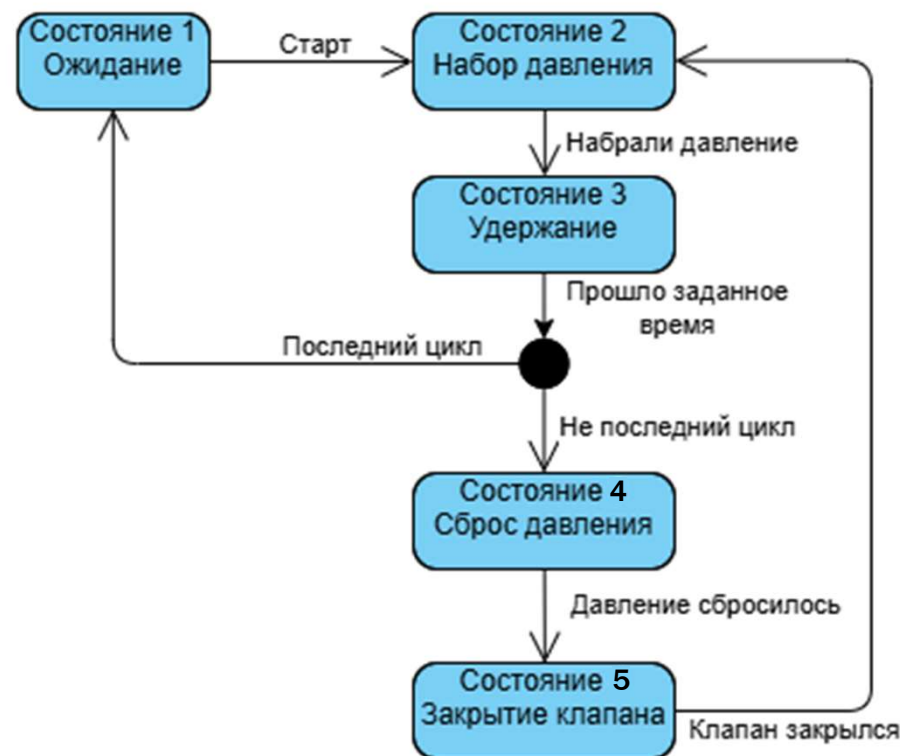 Состояние 1
Ожидание
Старт
Состояние 2
Набор давления
Набрали давление
Состояние 3
Удержание
Прошло заданное
время
Последний цикл
Не последний цикл
Состояние 4
Сброс давления
Давление сбросилось
Состояние 5
Закрытие клапана
Клапан закрылся